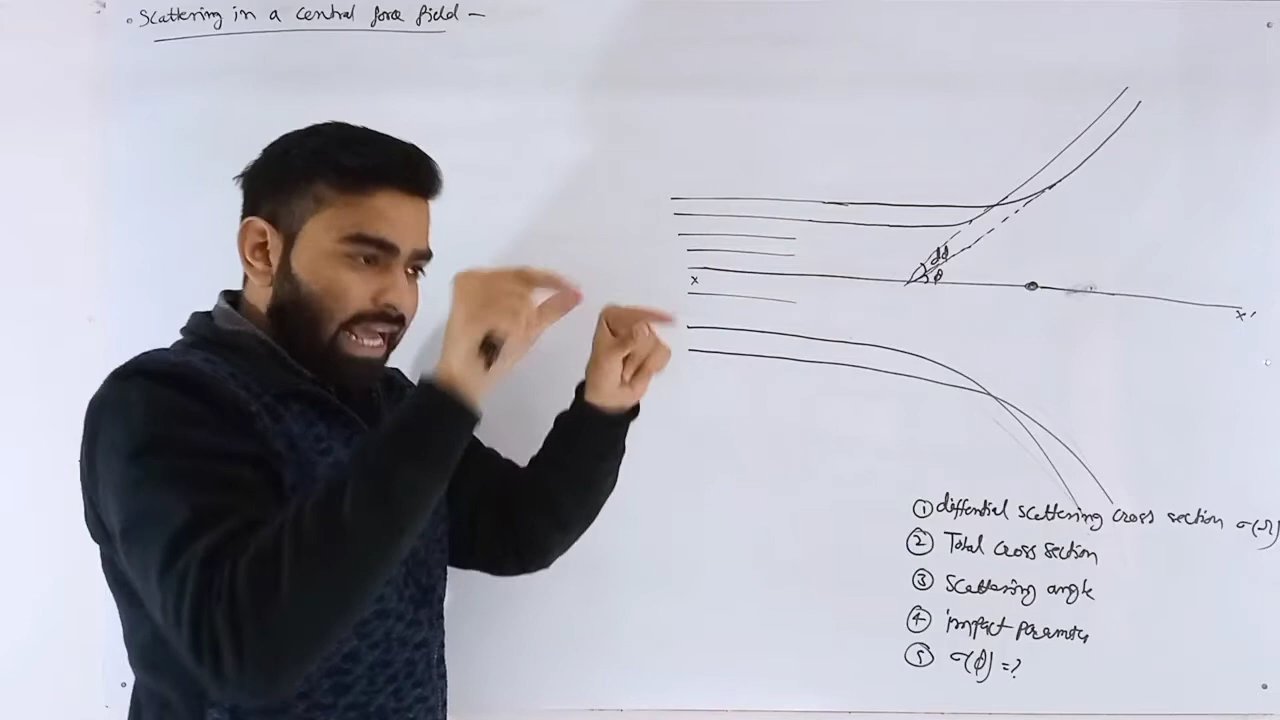 • Scattering in a central force field –
dϕ
ϕ
x
x'
① differential scattering cross section σ(Ω)
② Total cross section
③ scattering angle
④ impact parameter
⑤ σ(ϕ) = ?